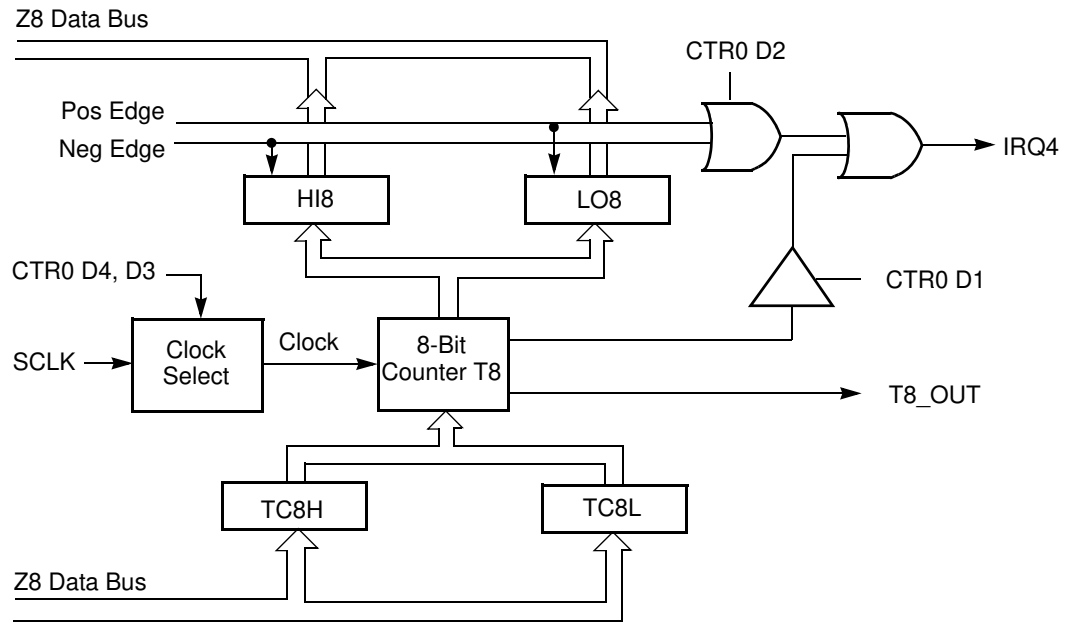 Z8 Data Bus
CTR0 D2
Pos Edge
Neg Edge
IRQ4
HI8
LO8
CTR0 D4, D3
CTR0 D1
SCLK
Clock
Select
Clock
8-Bit
Counter T8
T8_OUT
TC8H
TC8L
Z8 Data Bus